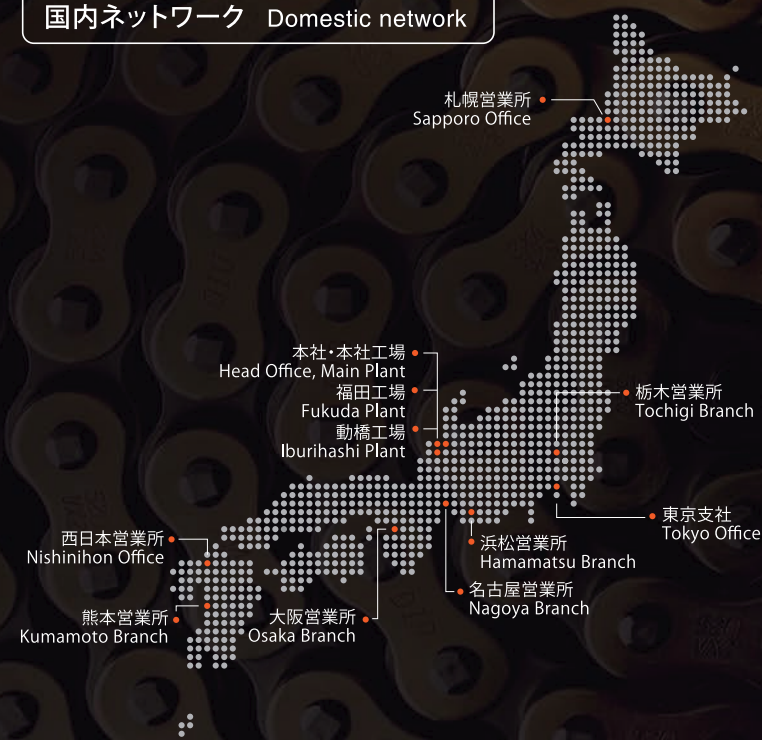 国内ネットワーク Domestic network
札幌営業所
Sapporo Office
本社・本社工場
Head Office, Main Plant
福田工場
Fukuda Plant
動橋工場
Iburihashi Plant
栃木営業所
Tochigi Branch
東京支社
Tokyo Office
浜松営業所
Hamamatsu Branch
名古屋営業所
Nagoya Branch
西日本営業所
Nishinihon Office
熊本営業所
Kumamoto Branch
大阪営業所
Osaka Branch